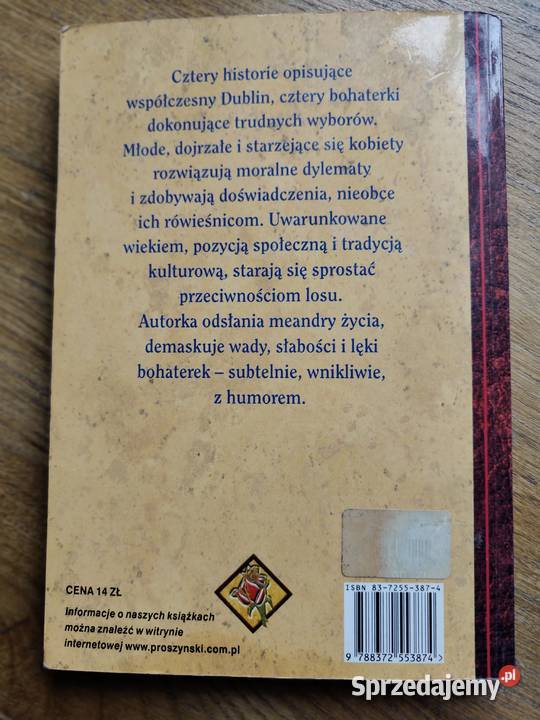 Cztery historie opisujące
współczesny Dublin, cztery bohaterki
dokonujące trudnych wyborów.
Młode, dojrzałe i starzejące się kobiety
rozwiązują moralne dylematy
i zdobywają doświadczenia, nieobce
ich rówieśnicom. Uwarunkowane
wiekiem, pozycją społeczną i tradycją
kulturową, starają się sprostać
przeciwnościom losu.
Autorka odsłania meandry życia,
demaskuje wady, słabości i lęki
bohaterek – subtelnie, wnikliwie,
z humorem.
CENA 14 ZŁ
Informacje o naszych książkach
można znaleźć w witrynie
internetowej www.proszynski.com.pl
ISBN 83-7255-387-4
9 788372 553874
Sprzedajemy.pl